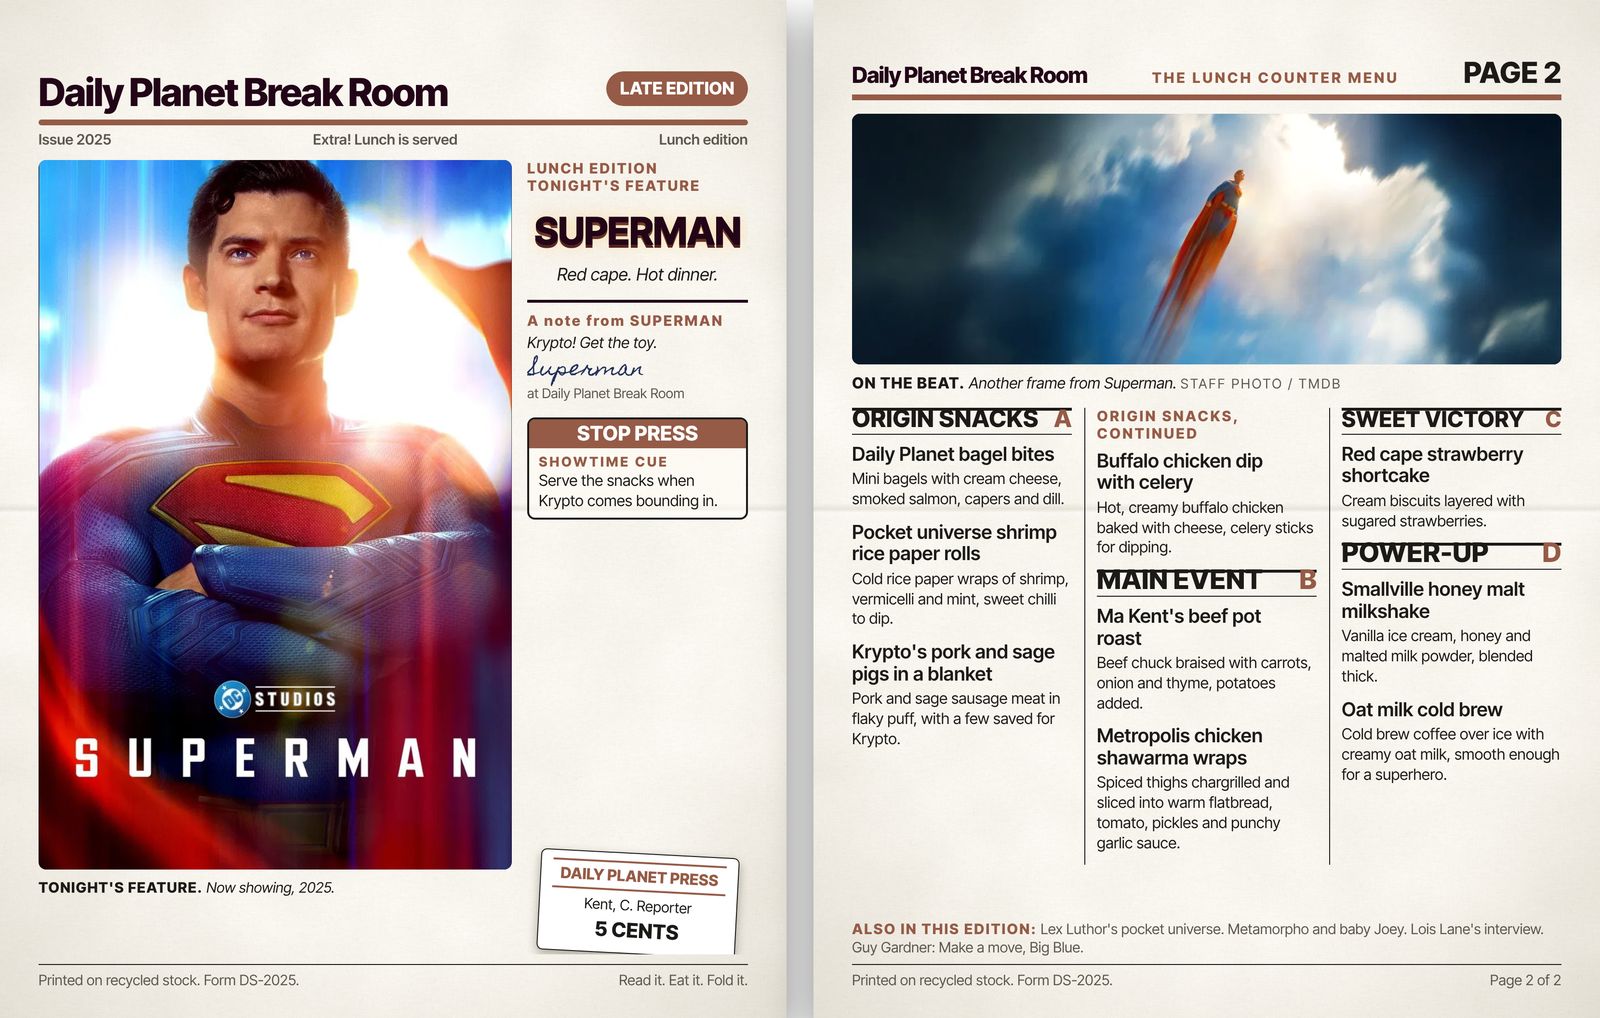 Daily Planet Break Room
LATE EDITION
Issue 2025
Extra! Lunch is served
Lunch edition
DC STUDIOS
SUPERMAN
TONIGHT'S FEATURE. Now showing, 2025.
LUNCH EDITION
TONIGHT'S FEATURE
SUPERMAN
Red cape. Hot dinner.
A note from SUPERMAN
Krypto! Get the toy.
Superman
at Daily Planet Break Room
STOP PRESS
SHOWTIME CUE
Serve the snacks when
Krypto comes bounding in.
DAILY PLANET PRESS
Kent, C. Reporter
5 CENTS
Printed on recycled stock. Form DS-2025.
Read it. Eat it. Fold it.
Daily Planet Break Room
THE LUNCH COUNTER MENU
PAGE 2
ON THE BEAT. Another frame from Superman. STAFF PHOTO / TMDB
ORIGIN SNACKS A
Daily Planet bagel bites
Mini bagels with cream cheese,
smoked salmon, capers and dill.
Pocket universe shrimp
rice paper rolls
Cold rice paper wraps of shrimp,
vermicelli and mint, sweet chilli
to dip.
Krypto's pork and sage
pigs in a blanket
Pork and sage sausage meat in
flaky puff, with a few saved for
Krypto.
ORIGIN SNACKS,
CONTINUED
Buffalo chicken dip
with celery
Hot, creamy buffalo chicken
baked with cheese, celery sticks
for dipping.
MAIN EVENT B
Ma Kent's beef pot
roast
Beef chuck braised with carrots,
onion and thyme, potatoes
added.
Metropolis chicken
shawarma wraps
Spiced thighs chargrilled and
sliced into warm flatbread,
tomato, pickles and punchy
garlic sauce.
SWEET VICTORY C
Red cape strawberry
shortcake
Cream biscuits layered with
sugared strawberries.
POWER-UP D
Smallville honey malt
milkshake
Vanilla ice cream, honey and
malted milk powder, blended
thick.
Oat milk cold brew
Cold brew coffee over ice with
creamy oat milk, smooth enough
for a superhero.
ALSO IN THIS EDITION: Lex Luthor's pocket universe. Metamorpho and baby Joey. Lois Lane's interview.
Guy Gardner: Make a move, Big Blue.
Printed on recycled stock. Form DS-2025.
Page 2 of 2